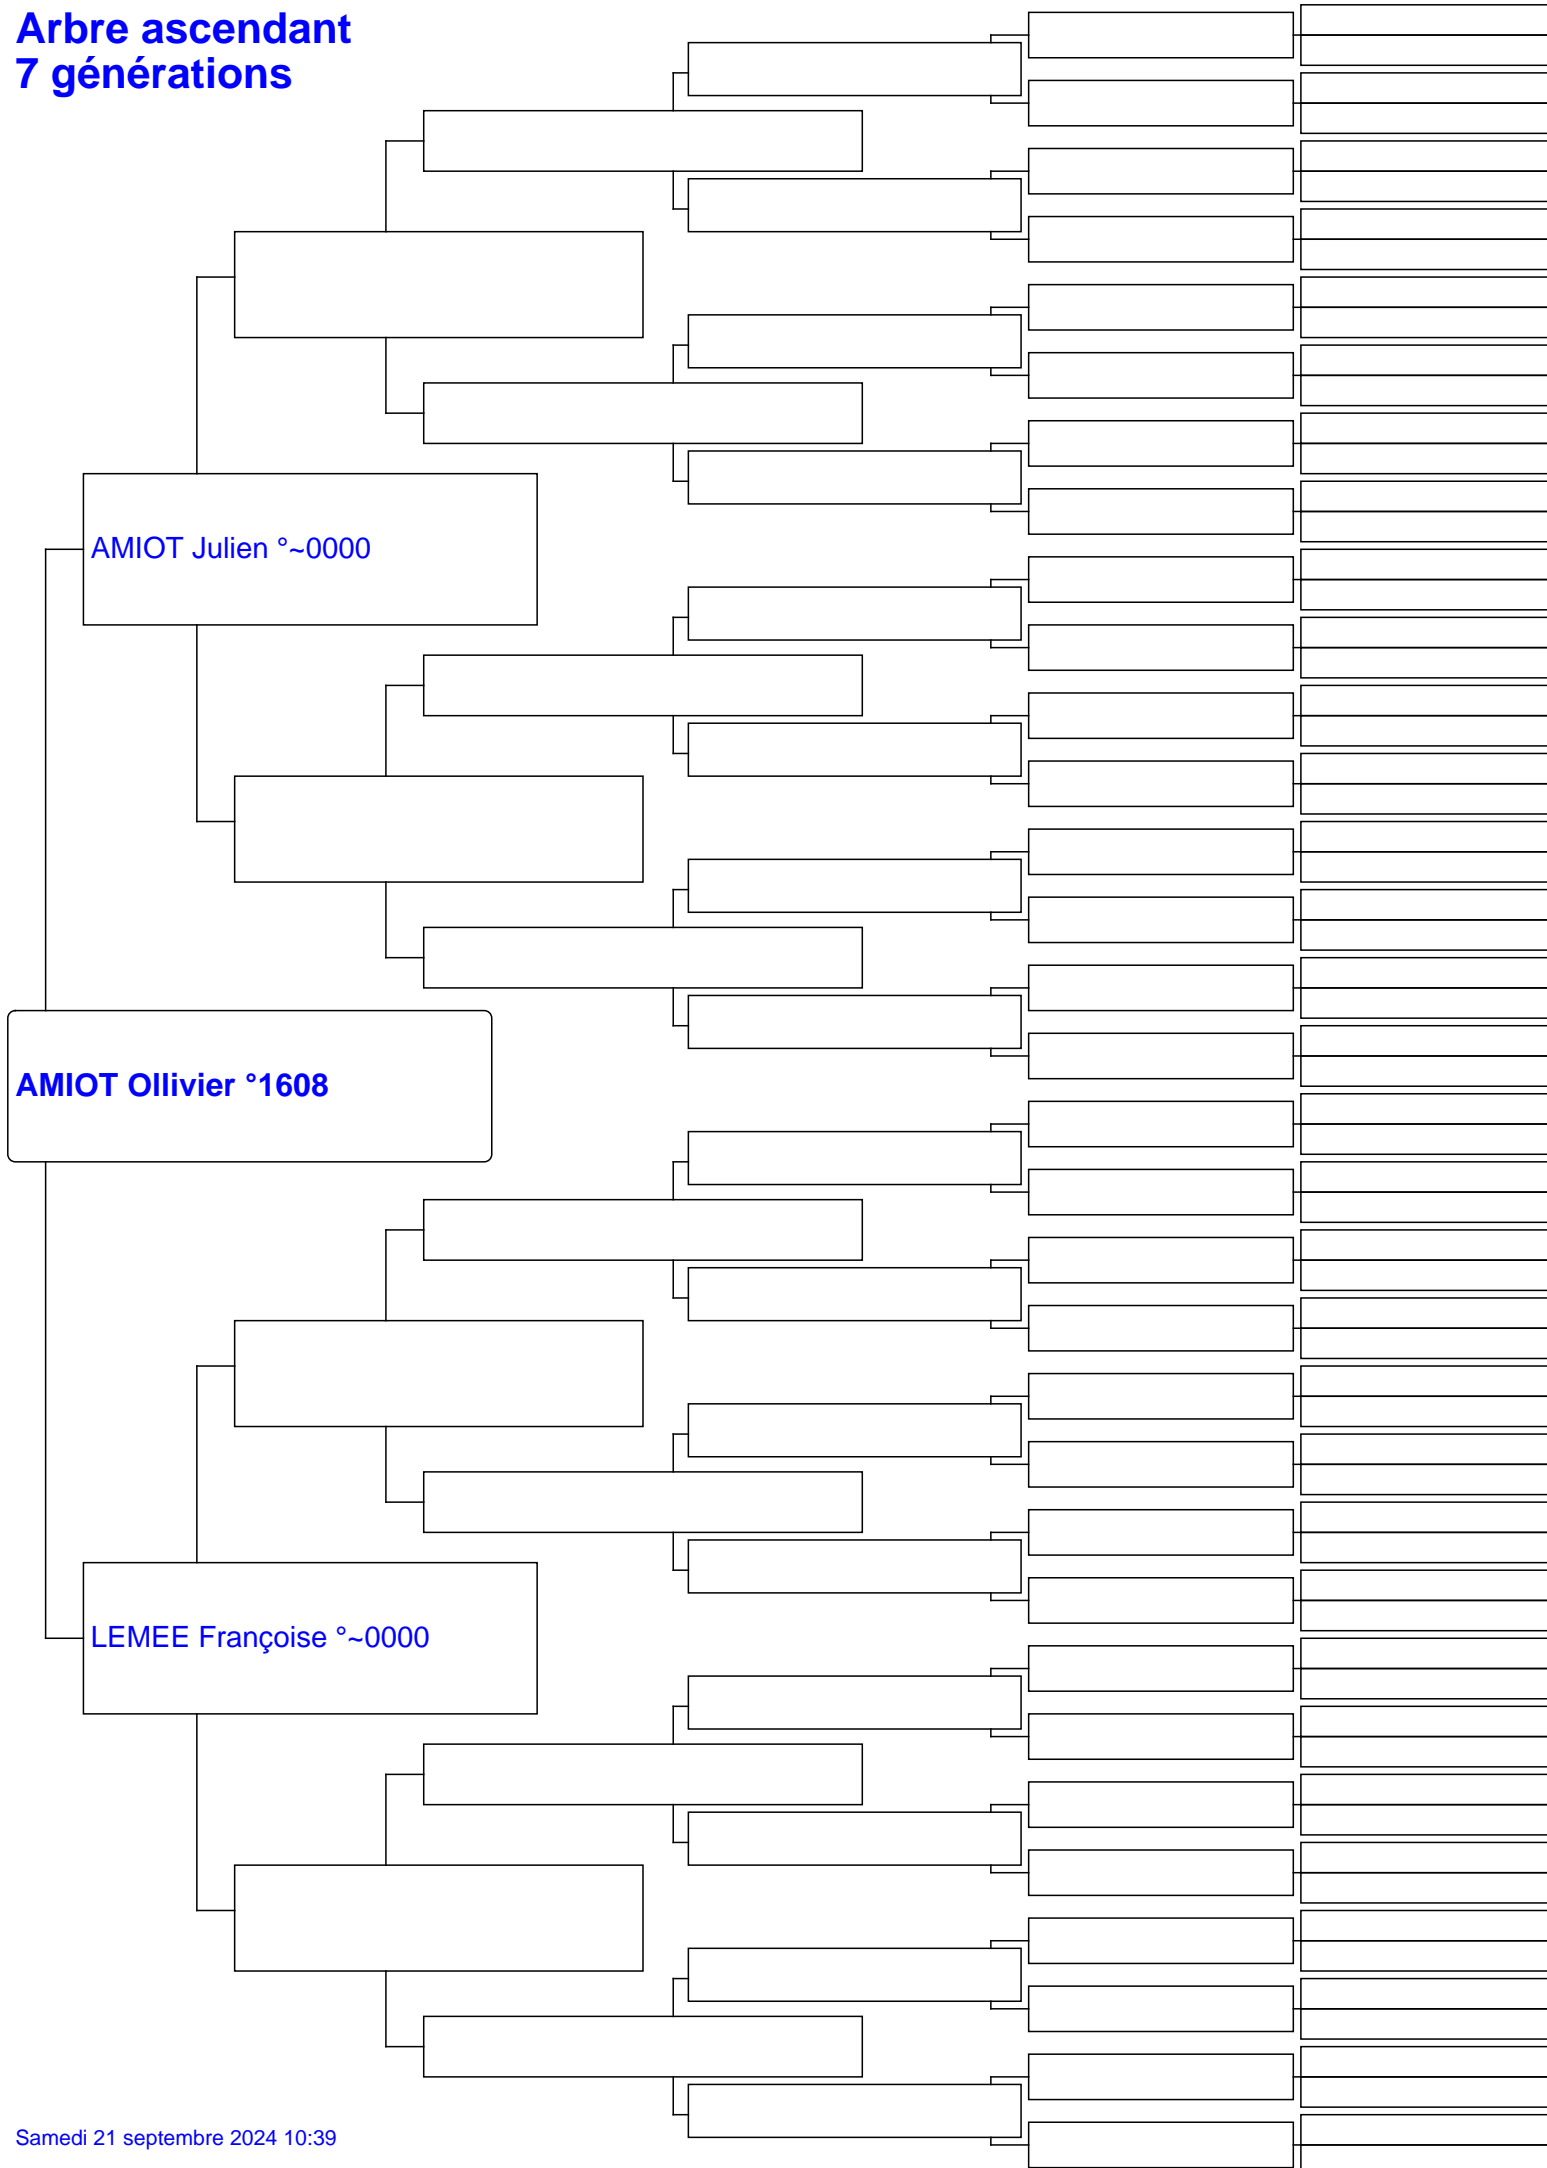 Arbre ascendant
7 générations
AMIOT Julien °~0000
AMIOT Ollivier °1608
LEMEE Françoise °~0000
Samedi 21 septembre 2024 10:39